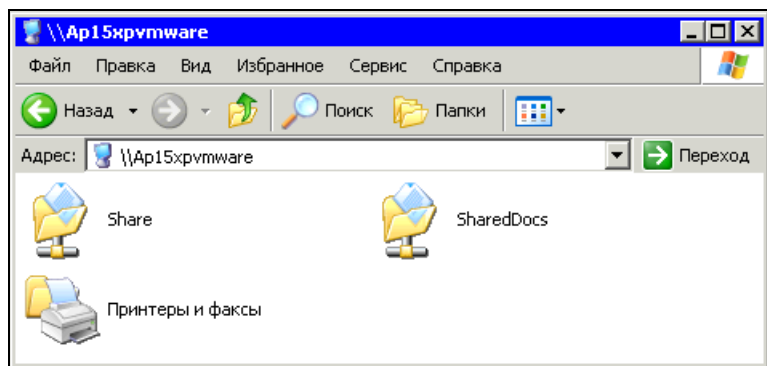 \\Ap15xpvmware
Файл Правка Вид Избранное Сервис Справка
Назад Поиск Папки
Адрес: \\Ap15xpvmware Переход
Share SharedDocs
Принтеры и факсы